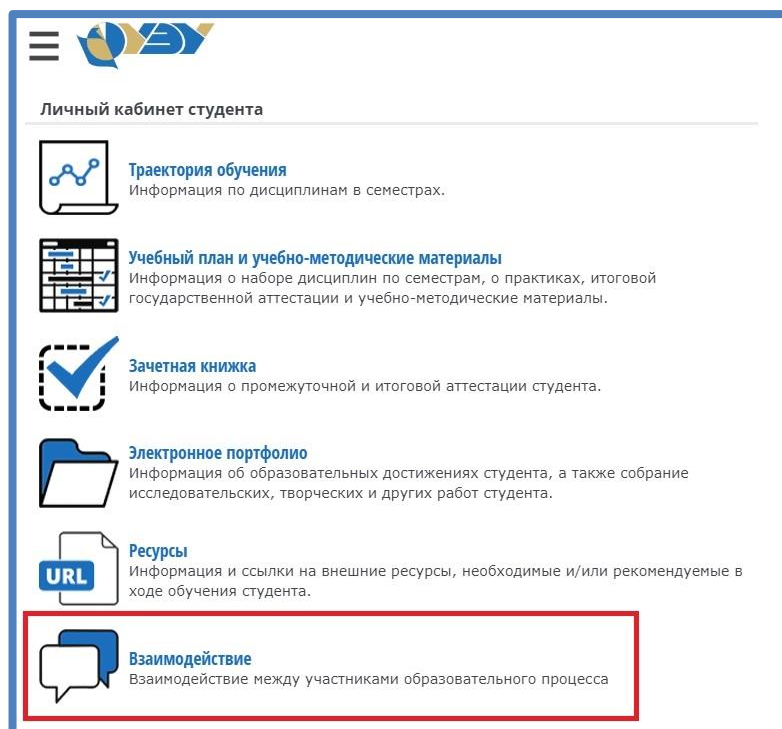 УЭУ
Личный кабинет студента
Траектория обучения
Информация по дисциплинам в семестрах.
Учебный план и учебно-методические материалы
Информация о наборе дисциплин по семестрам, о практиках, итоговой
государственной аттестации и учебно-методические материалы.
Зачетная книжка
Информация о промежуточной и итоговой аттестации студента.
Электронное портфолио
Информация об образовательных достижениях студента, а также собрание
исследовательских, творческих и других работ студента.
Ресурсы
URL
Информация и ссылки на внешние ресурсы, необходимые и/или рекомендуемые в
ходе обучения студента.
Взаимодействие
Взаимодействие между участниками образовательного процесса